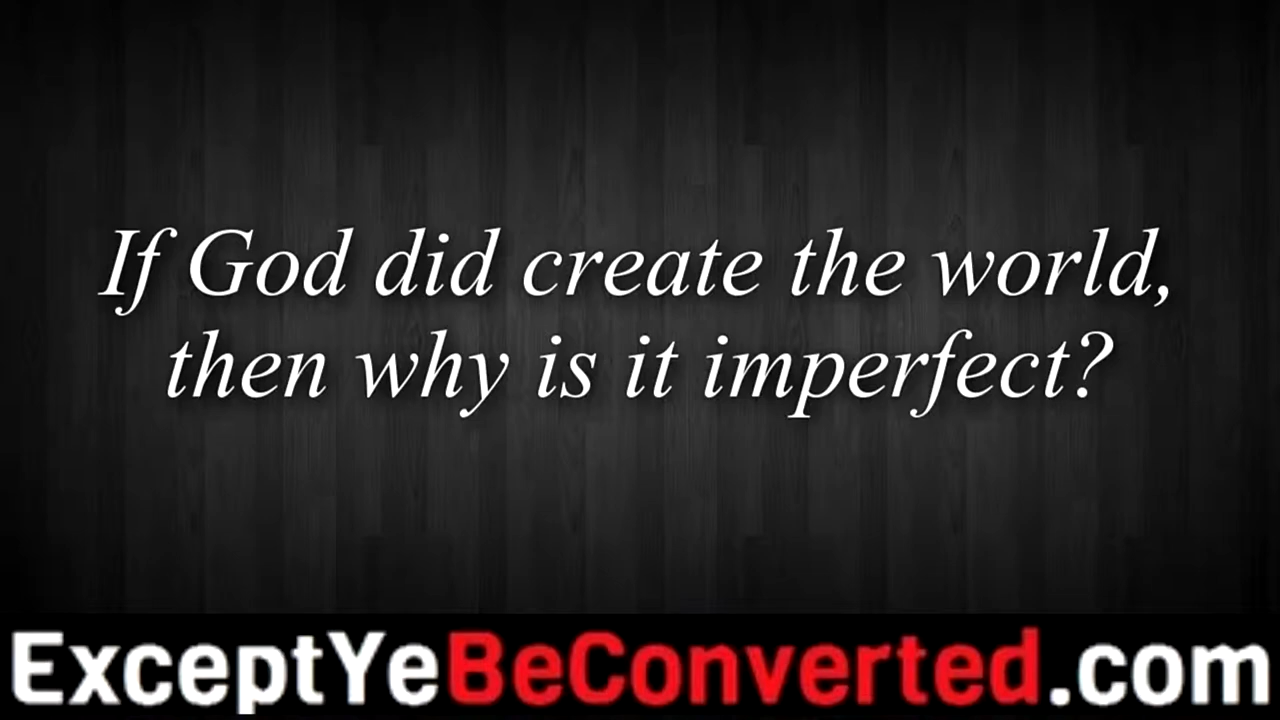 If God did create the world,
then why is it imperfect?
ExceptYeBeConverted.com